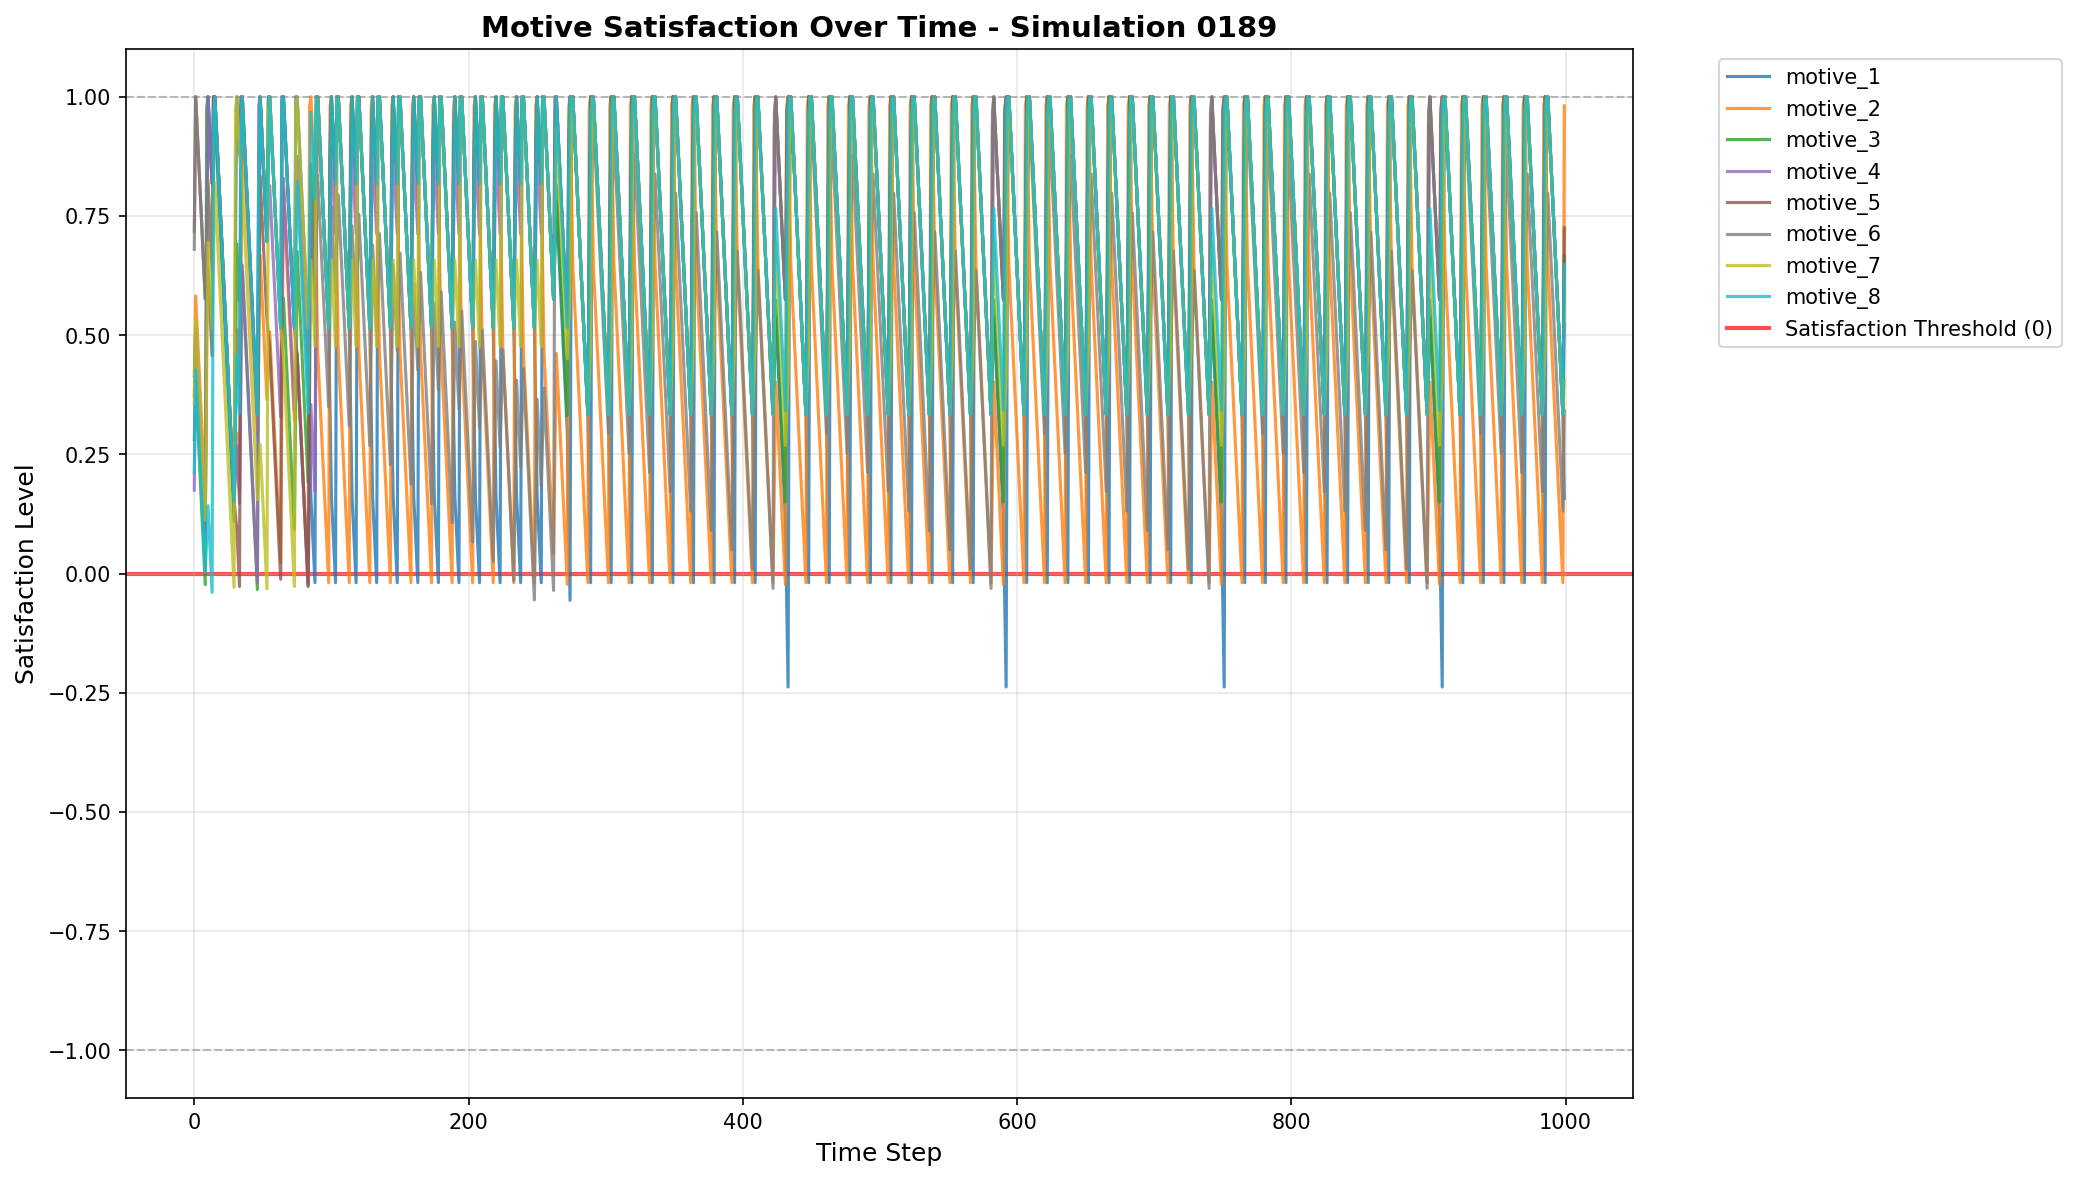 Motive Satisfaction Over Time - Simulation 0189
Satisfaction Level
1.00
0.75
0.50
0.25
0.00
−0.25
−0.50
−0.75
−1.00
0
200
400
600
800
1000
Time Step
motive_1
motive_2
motive_3
motive_4
motive_5
motive_6
motive_7
motive_8
Satisfaction Threshold (0)